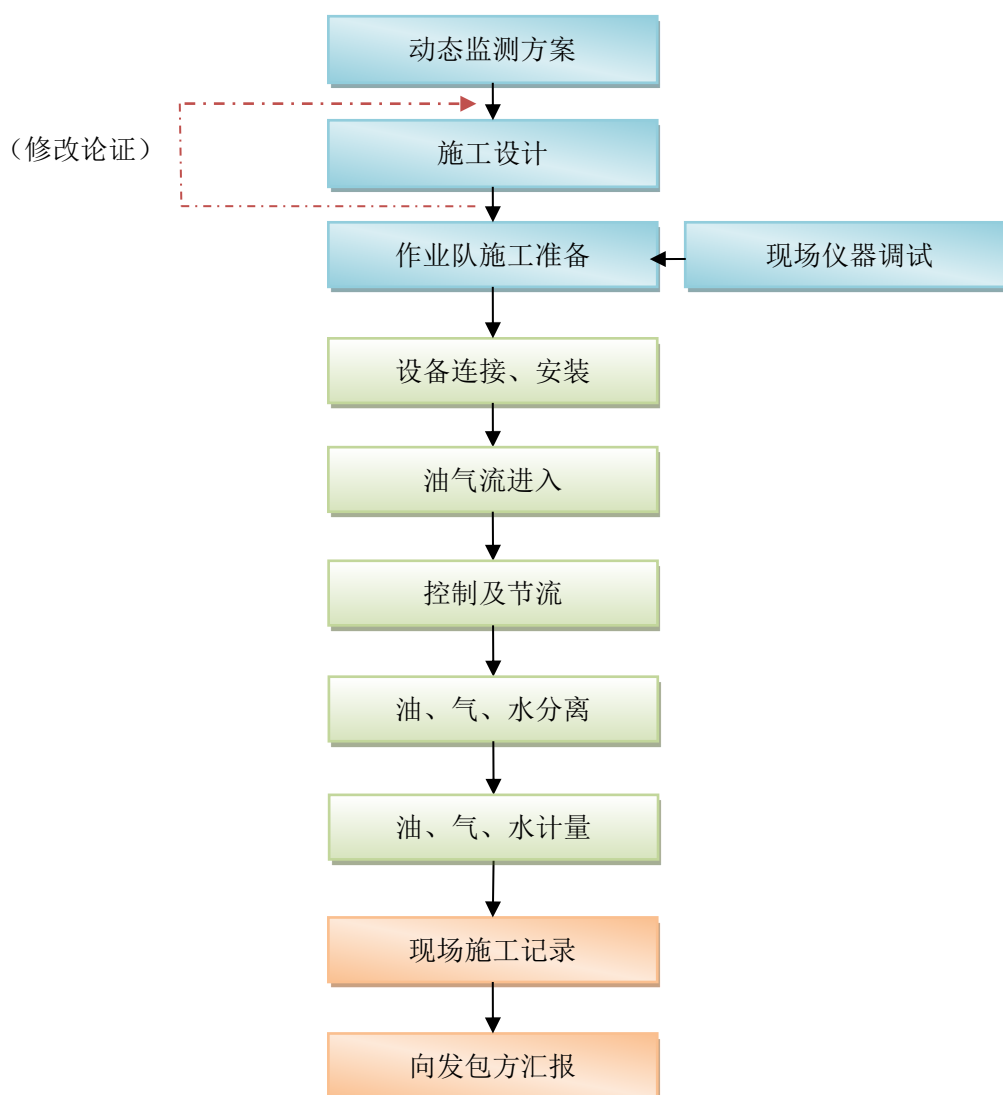 动态监测方案
（修改论证）
施工设计
作业队施工准备
现场仪器调试
设备连接、安装
油气流进入
控制及节流
油、气、水分离
油、气、水计量
现场施工记录
向发包方汇报